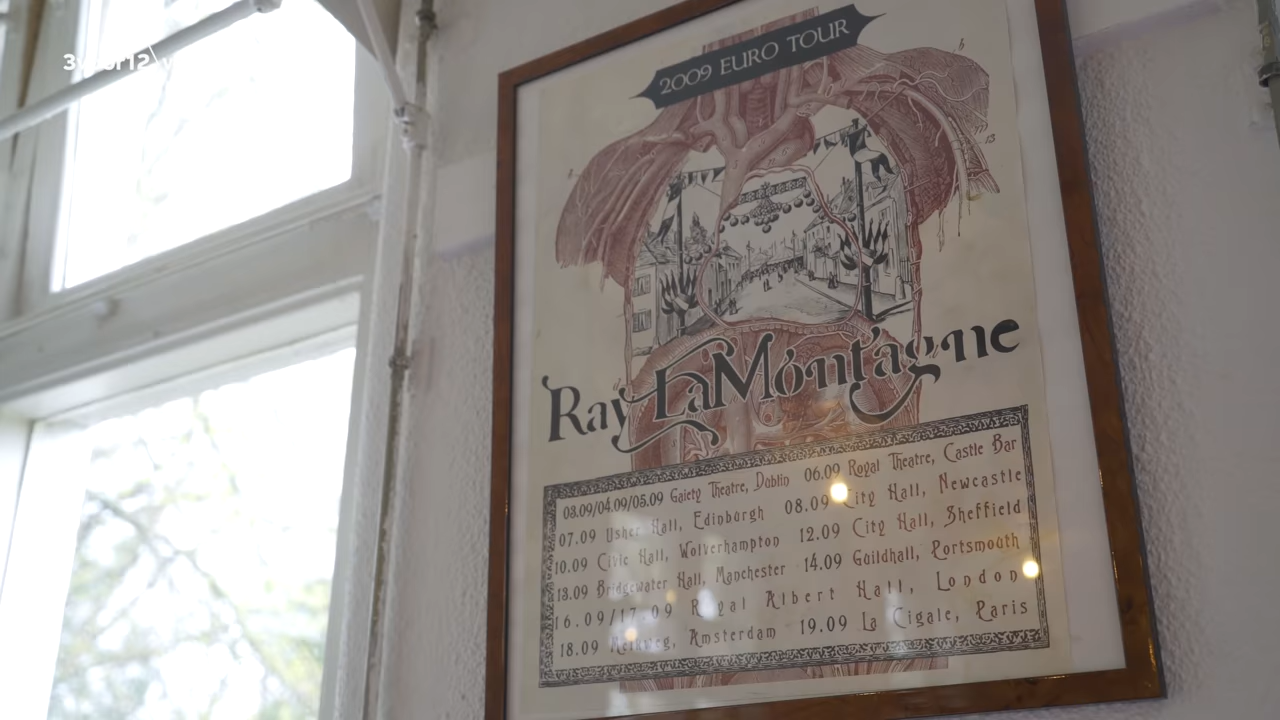 2009 EURO TOUR
Ray LaMontagne
03.09/04.09/05.09 Gaiety Theatre, Dublin 06.09 Royal Theatre, Castle Bar
07.09 Usher Hall, Edinburgh 08.09 City Hall, Newcastle
10.09 Civic Hall, Wolverhampton 12.09 City Hall, Sheffield
13.09 Bridgewater Hall, Manchester 14.09 Guildhall, Portsmouth
16.09/17.09 Royal Albert Hall, London
18.09 Amsterdam 19.09 La Cigale, Paris